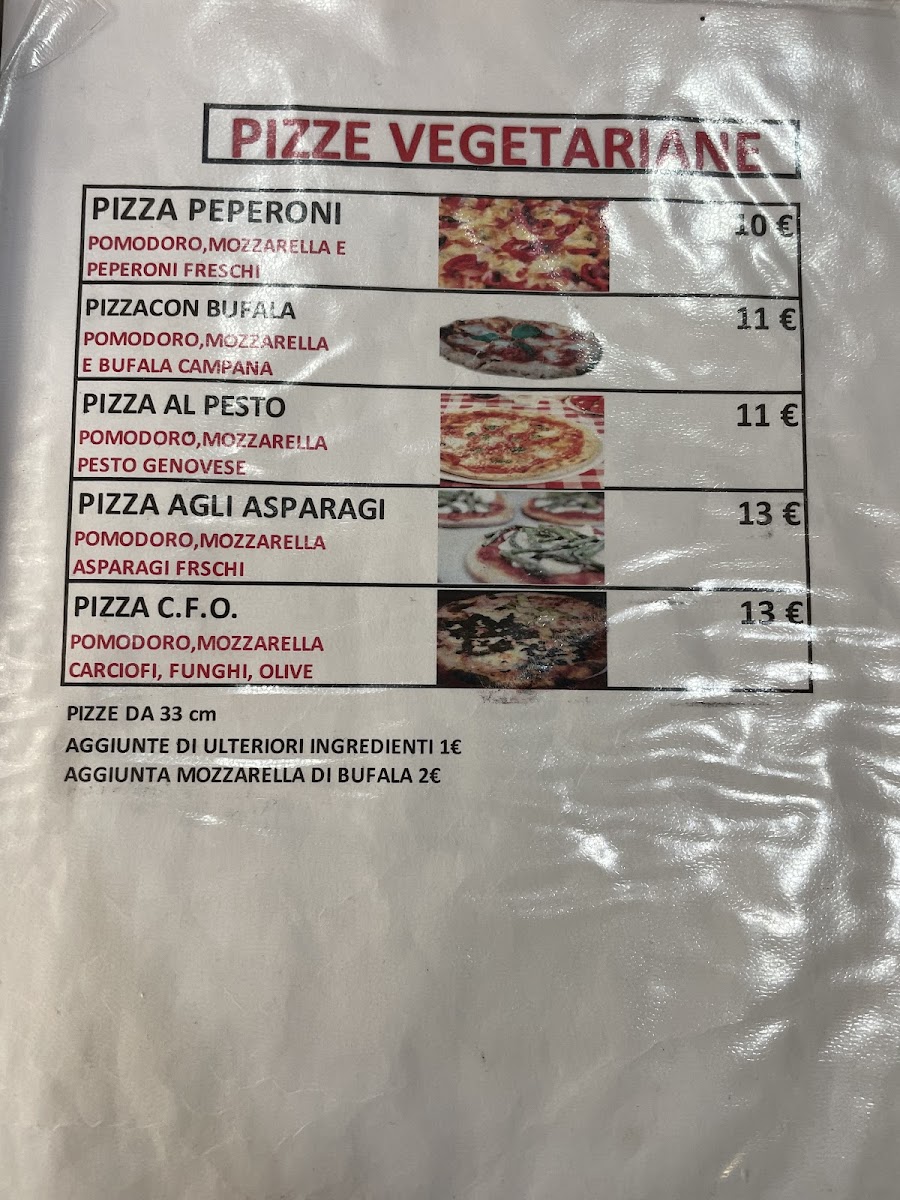 PIZZE VEGETARIANE
PIZZA PEPERONI
10 €
POMODORO,MOZZARELLA E
PEPERONI FRESCHI
PIZZACON BUFALA
11 €
POMODORO,MOZZARELLA
E BUFALA CAMPANA
PIZZA AL PESTO
11 €
POMODORO,MOZZARELLA
PESTO GENOVESE
PIZZA AGLI ASPARAGI
13 €
POMODORO,MOZZARELLA
ASPARAGI FRSCHI
PIZZA C.F.O.
13 €
POMODORO,MOZZARELLA
CARCIOFI, FUNGHI, OLIVE
PIZZE DA 33 cm
AGGIUNTE DI ULTERIORI INGREDIENTI 1€
AGGIUNTA MOZZARELLA DI BUFALA 2€